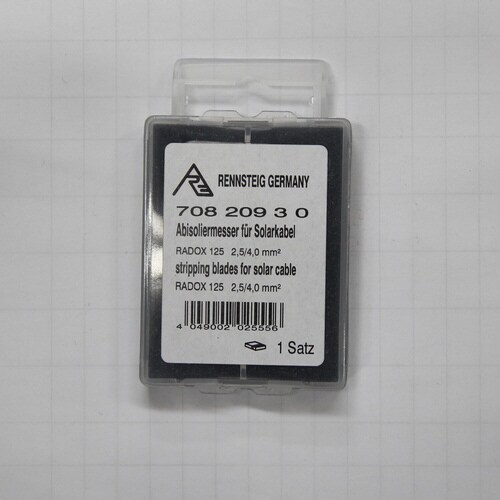 RE
RENNSTEIG GERMANY
708 209 3 0
Abisoliermesser für Solarkabel
RADOX 125 2,5/4,0 mm²
stripping blades for solar cable
RADOX 125 2,5/4,0 mm²
4 049002 025556
1 Satz